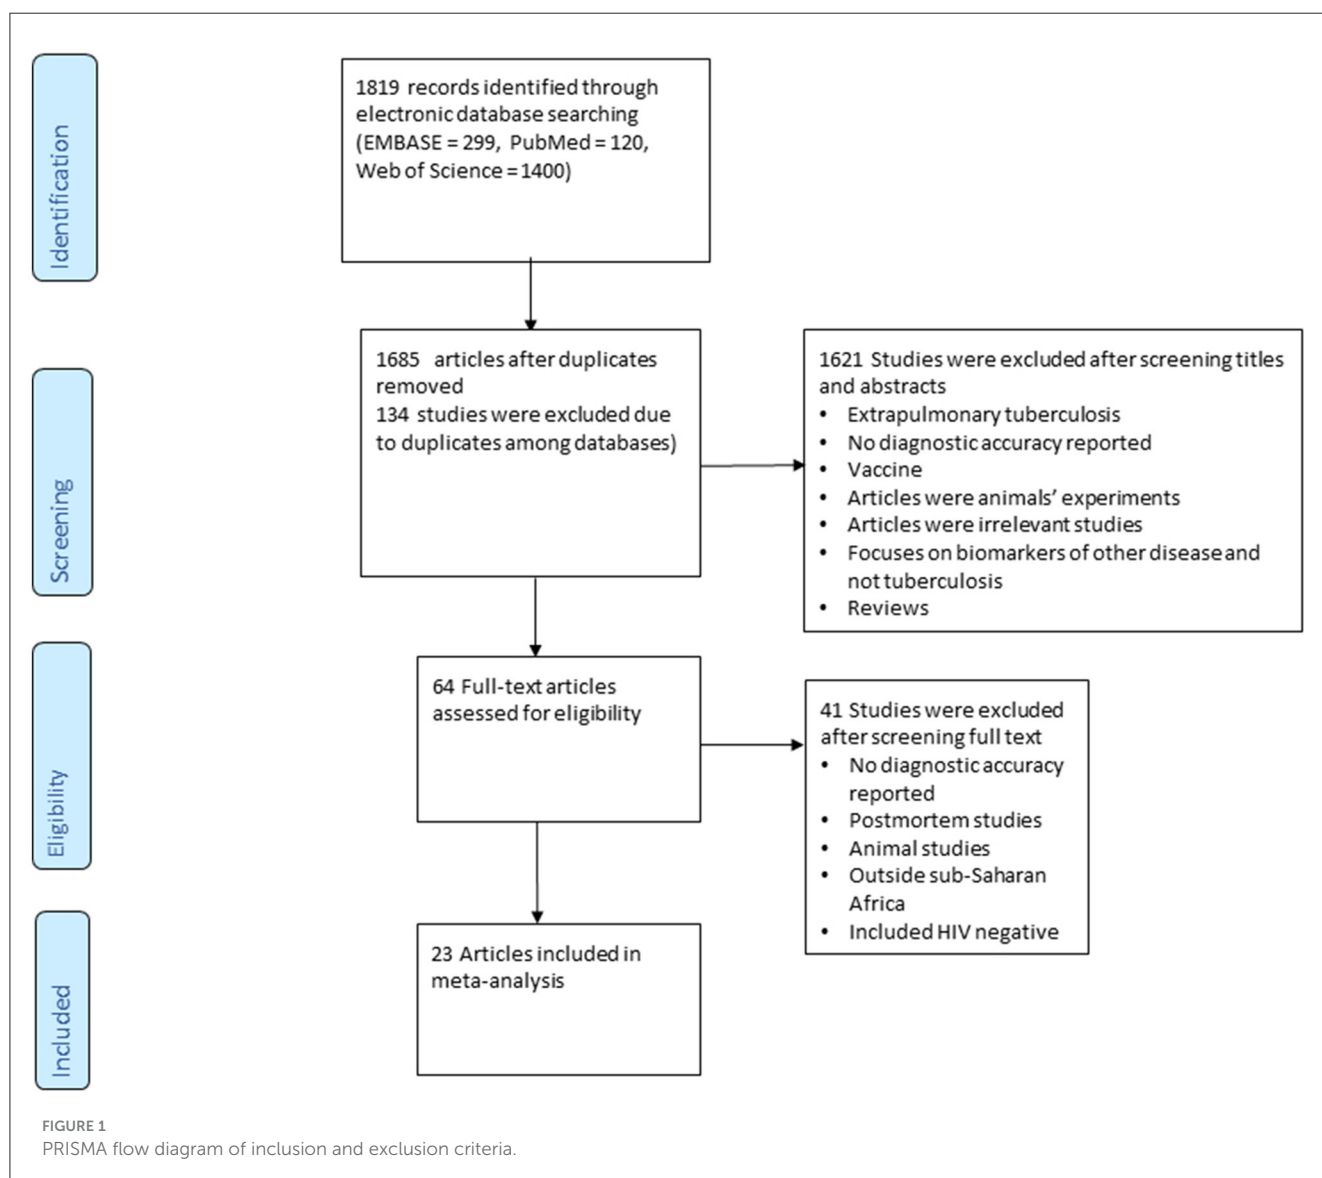 Identification
1819 records identified through
electronic database searching
(EMBASE = 299, PubMed = 120,
Web of Science = 1400)
Screening
1685 articles after duplicates
removed
134 studies were excluded due
to duplicates among databases)
1621 Studies were excluded after screening titles
and abstracts
• Extrapulmonary tuberculosis
• No diagnostic accuracy reported
• Vaccine
• Articles were animals' experiments
• Articles were irrelevant studies
• Focuses on biomarkers of other disease and
not tuberculosis
• Reviews
Eligibility
64 Full-text articles
assessed for eligibility
41 Studies were excluded
after screening full text
• No diagnostic accuracy
reported
• Postmortem studies
• Animal studies
• Outside sub-Saharan
Africa
• Included HIV negative
Included
23 Articles included in
meta-analysis
FIGURE 1
PRISMA flow diagram of inclusion and exclusion criteria.